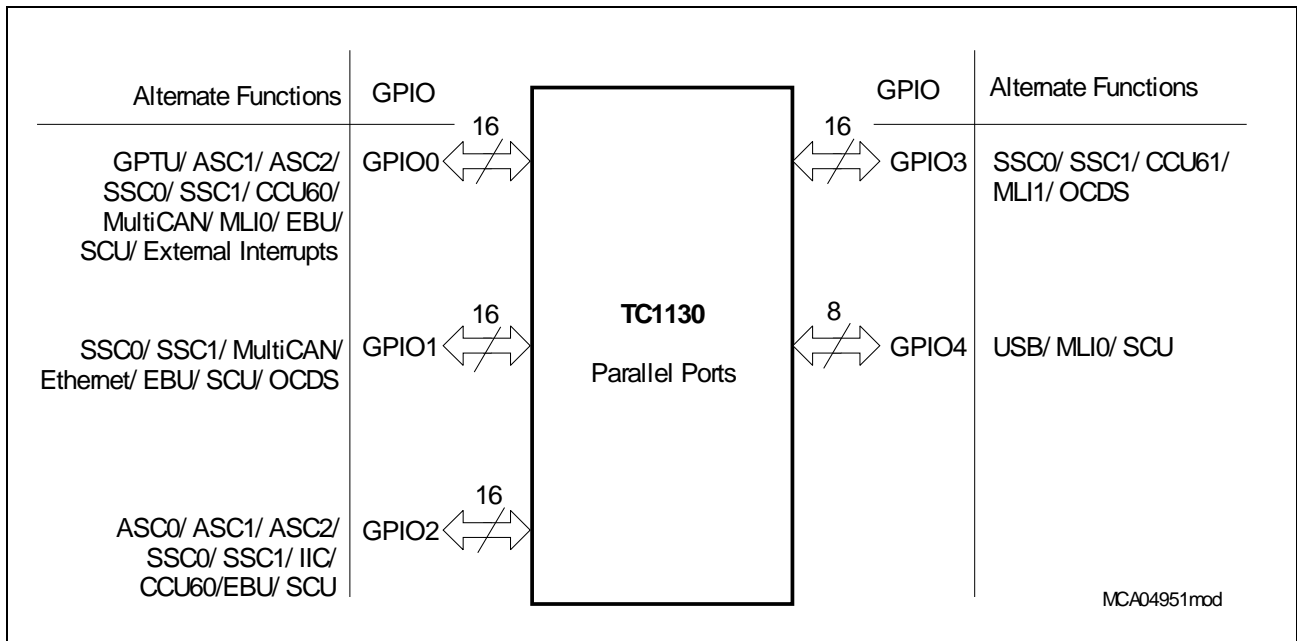 Alternate Functions
GPIO
16
GPTU/ ASC1/ ASC2/
SSC0/ SSC1/ CCU60/
MultiCAN/ MLI0/ EBU/
SCU/ External Interrupts
GPIO0
16
SSC0/ SSC1/ MultiCAN/
Ethernet/ EBU/ SCU/ OCDS
GPIO1
16
ASC0/ ASC1/ ASC2/
SSC0/ SSC1/ IIC/
CCU60/EBU/ SCU
GPIO2
TC1130
Parallel Ports
GPIO
Alternate Functions
16
GPIO3
SSC0/ SSC1/ CCU61/
MLI1/ OCDS
8
GPIO4
USB/ MLI0/ SCU
MCA04951mod